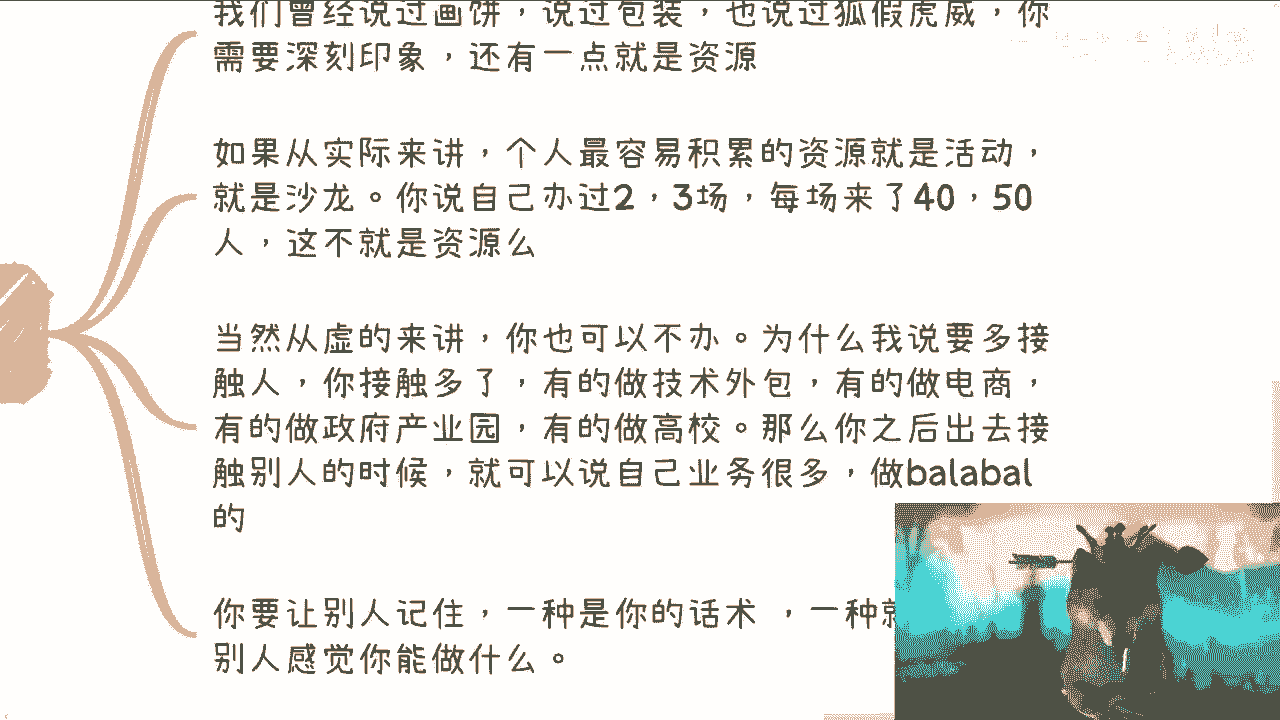 我们曾经说过画饼，说过包装，也说过狐假虎威，你
需要深刻印象，还有一点就是资源
如果从实际来讲，个人最容易积累的资源就是活动，
就是沙龙。你说自己办过2，3场，每场来了40，50
人，这不就是资源么
当然从虚的来讲，你也可以不办。为什么我说要多接
触人，你接触多了，有的做技术外包，有的做电商，
有的做政府产业园，有的做高校。那么你之后出去接
触别人的时候，就可以说自己业务很多，做balabal
的
你要让别人记住，一种是你的话术 ，一种
别人感觉你能做什么。